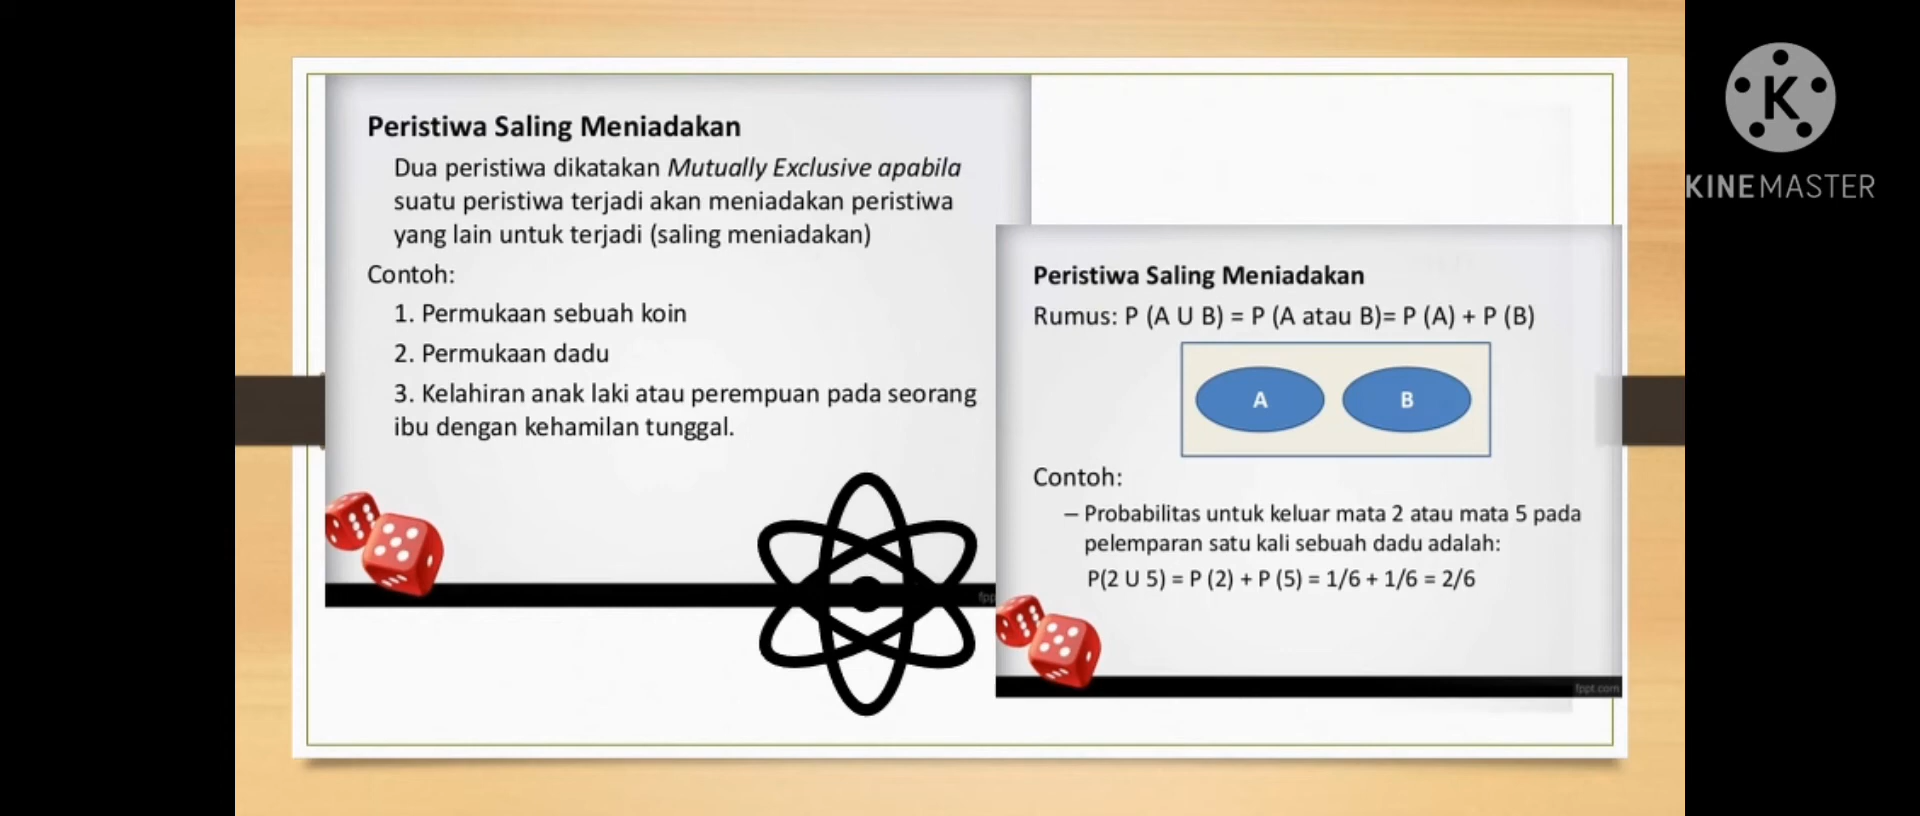 Peristiwa Saling Meniadakan
Dua peristiwa dikatakan Mutually Exclusive apabila
suatu peristiwa terjadi akan meniadakan peristiwa
yang lain untuk terjadi (saling meniadakan)
Contoh:
1. Permukaan sebuah koin
2. Permukaan dadu
3. Kelahiran anak laki atau perempuan pada seorang
ibu dengan kehamilan tunggal.
fpp
Peristiwa Saling Meniadakan
Rumus: P (A U B) = P (A atau B)= P (A) + P (B)
A B
Contoh:
– Probabilitas untuk keluar mata 2 atau mata 5 pada
pelemparan satu kali sebuah dadu adalah:
P(2 U 5) = P (2) + P (5) = 1/6 + 1/6 = 2/6
fppt.com
K
KINEMASTER